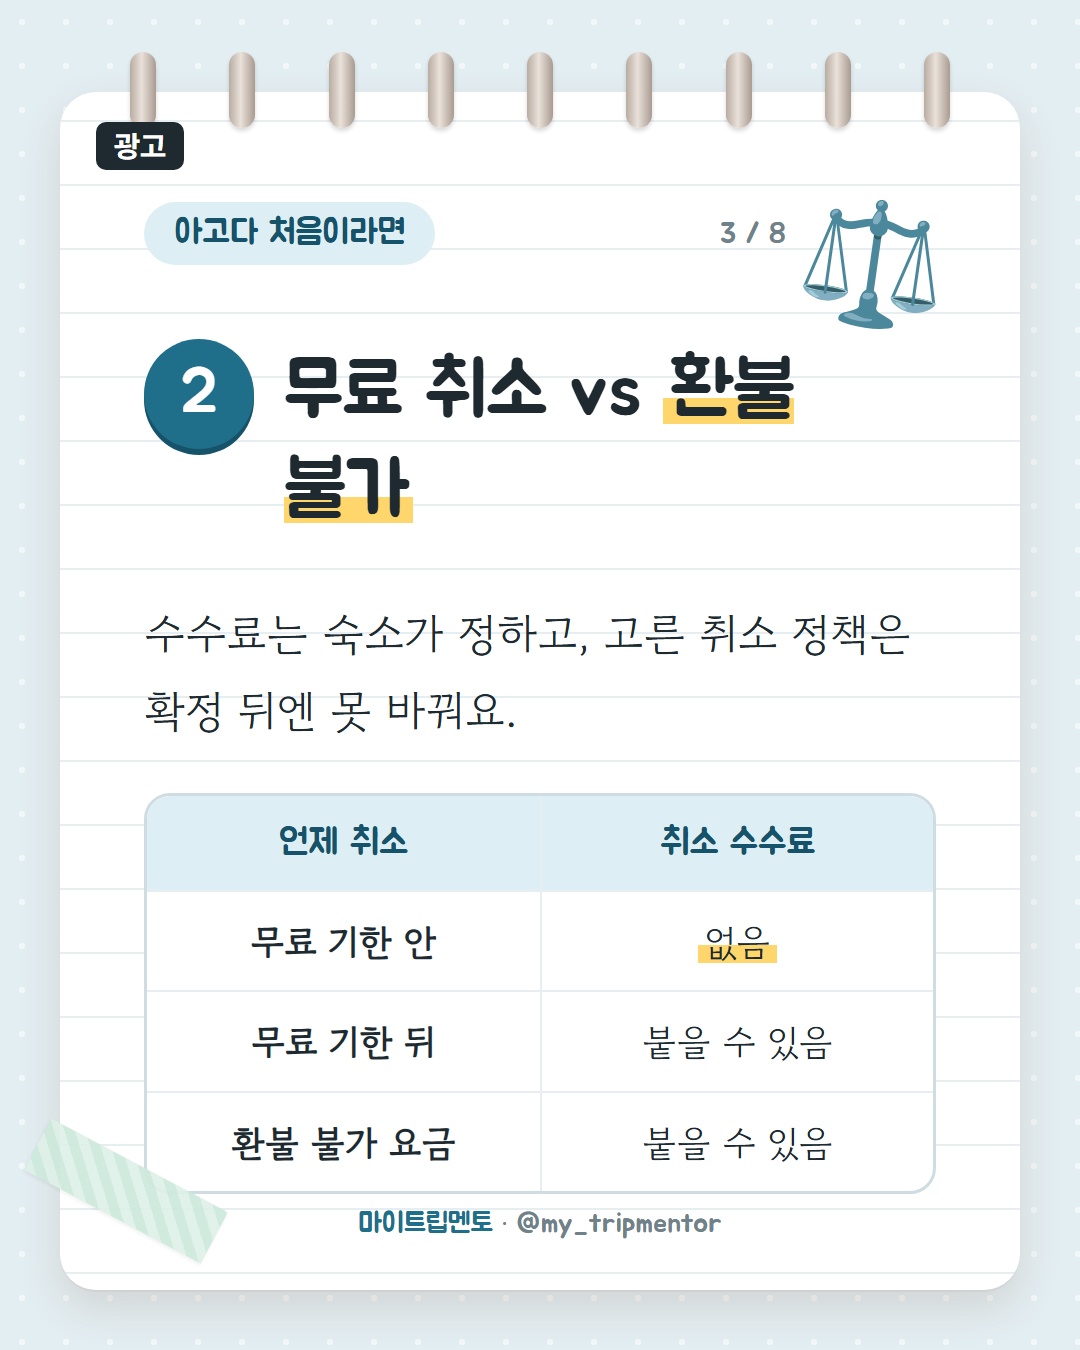 광고
아고다 처음이라면
3 / 8
2
무료 취소 vs 환불
불가
수수료는 숙소가 정하고, 고른 취소 정책은
확정 뒤엔 못 바꿔요.
언제 취소 취소 수수료
무료 기한 안 없음
무료 기한 뒤 붙을 수 있음
환불 불가 요금 붙을 수 있음
마이트립멘토 · @my_tripmentor